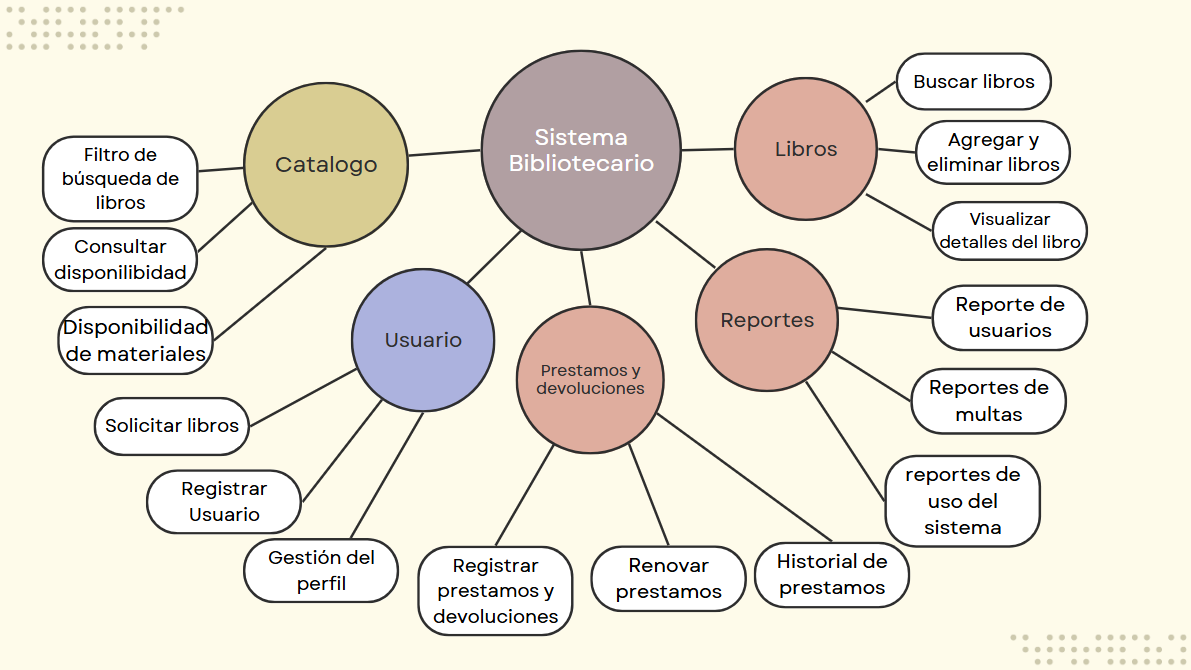 Sistema
Bibliotecario
Catalogo
Filtro de
búsqueda de
libros
Consultar
disponilibidad
Disponibilidad
de materiales
Usuario
Solicitar libros
Registrar
Usuario
Gestión del
perfil
Prestamos y
devoluciones
Registrar
prestamos y
devoluciones
Renovar
prestamos
Historial de
prestamos
Reportes
Reporte de
usuarios
Reportes de
multas
reportes de
uso del
sistema
Libros
Buscar libros
Agregar y
eliminar libros
Visualizar
detalles del libro